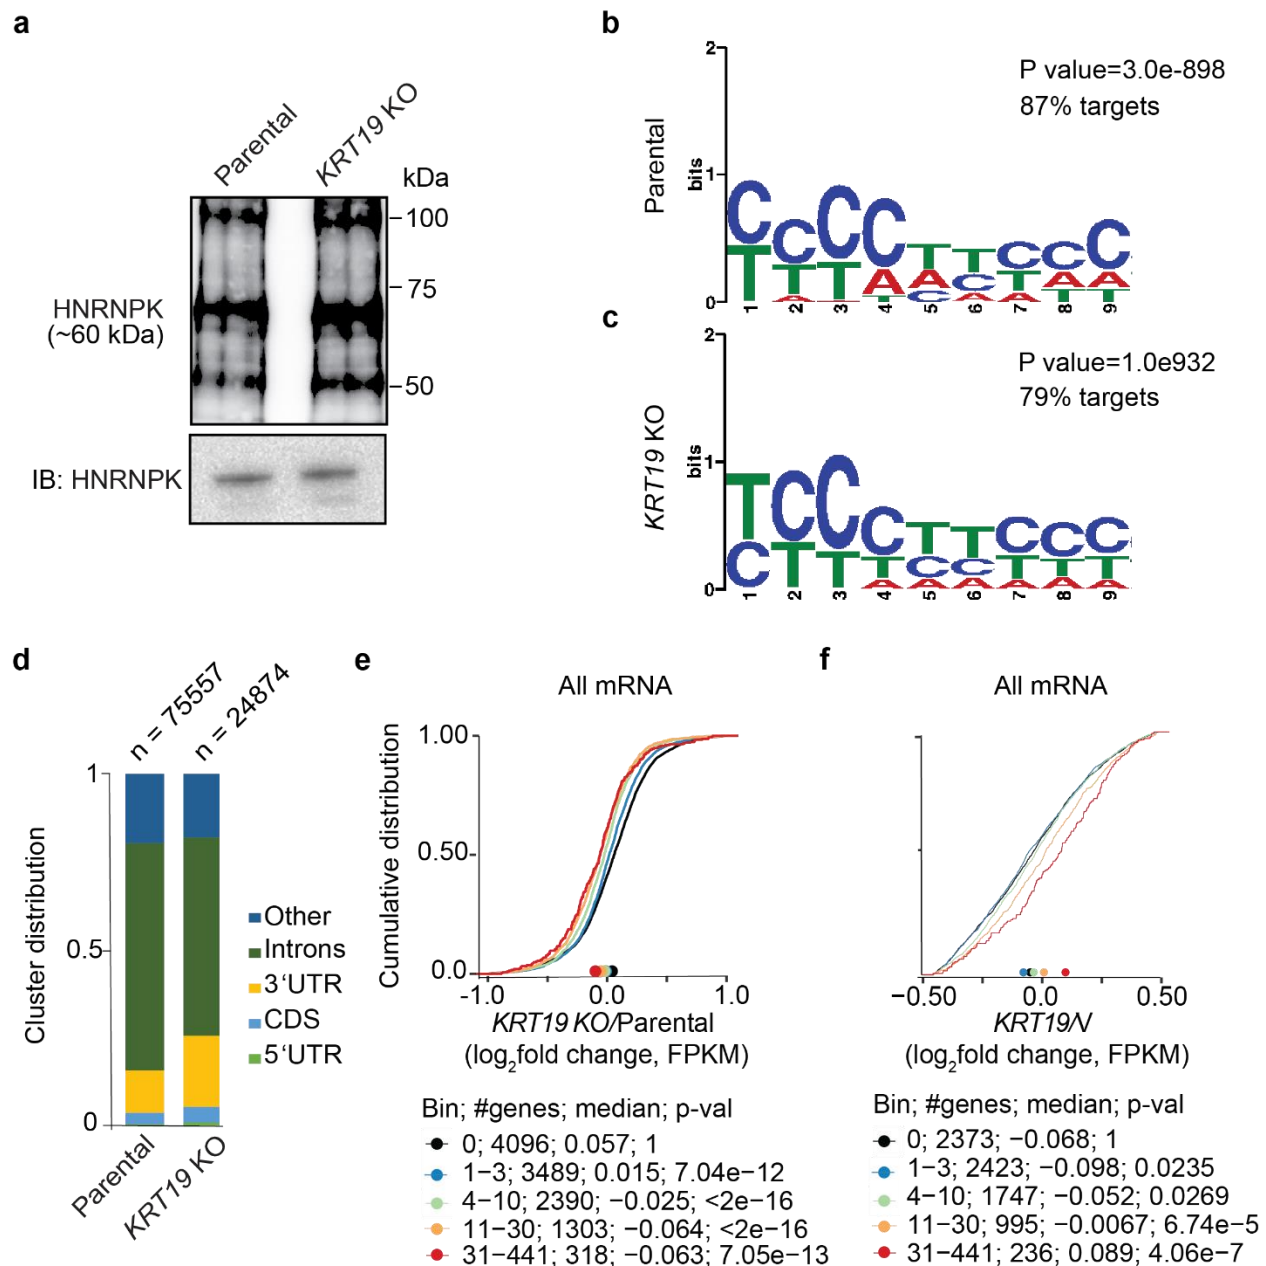 a
Parental
KRT19 KO
kDa
100
75
50
HNRNPK
(~60 kDa)
IB: HNRNPK
b
Parental
bits
2
1
0
P value=3.0e-898
87% targets
1 2 3 4 5 6 7 8 9
c
KRT19 KO
bits
2
1
0
P value=1.0e932
79% targets
1 2 3 4 5 6 7 8 9
d
n = 75557
n = 24874
Cluster distribution
1
0.5
0
Parental
KRT19 KO
Other
Introns
3‘UTR
CDS
5‘UTR
e
All mRNA
Cumulative distribution
1.00
0.50
0.0
-1.0 0.0 1.0
KRT19 KO/Parental
(log2fold change, FPKM)
Bin; #genes; median; p-val
0; 4096; 0.057; 1
1−3; 3489; 0.015; 7.04e−12
4−10; 2390; −0.025; <2e−16
11−30; 1303; −0.064; <2e−16
31−441; 318; −0.063; 7.05e−13
f
All mRNA
−0.50 0.0 0.50
KRT19/V
(log2fold change, FPKM)
Bin; #genes; median; p-val
0; 2373; −0.068; 1
1−3; 2423; −0.098; 0.0235
4−10; 1747; −0.052; 0.0269
11−30; 995; −0.0067; 6.74e−5
31−441; 236; 0.089; 4.06e−7